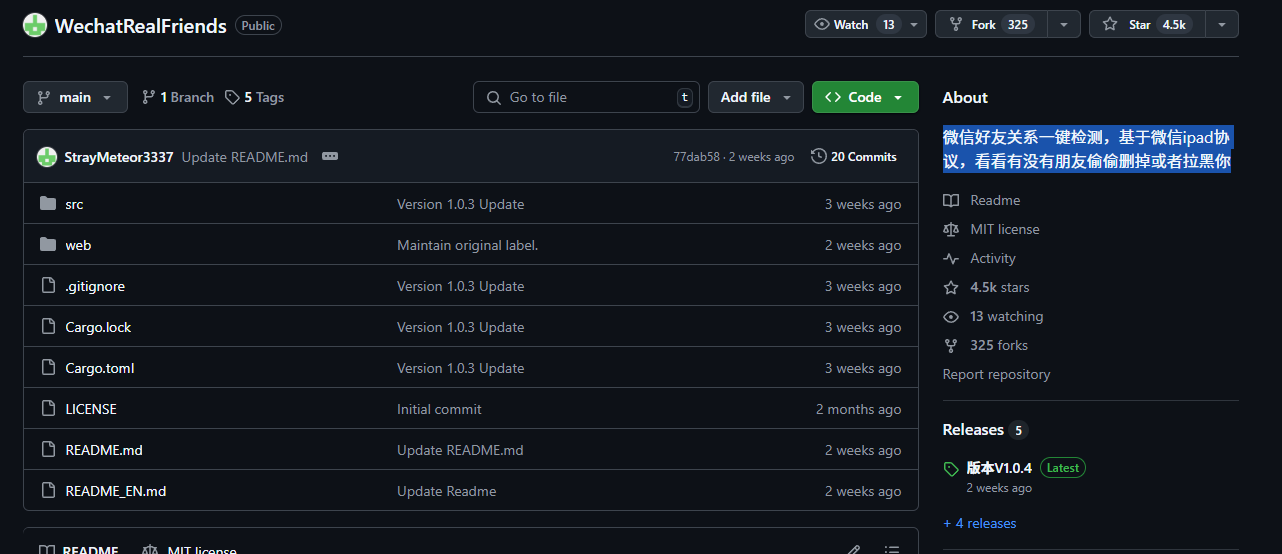 WechatRealFriends Public
Watch 13
Fork 325
Star 4.5k
main
1 Branch
5 Tags
Go to file t
Add file
Code
StrayMeteor3337 Update README.md
77dab58 · 2 weeks ago
20 Commits
src Version 1.0.3 Update 3 weeks ago
web Maintain original label. 2 weeks ago
.gitignore Version 1.0.3 Update 3 weeks ago
Cargo.lock Version 1.0.3 Update 3 weeks ago
Cargo.toml Version 1.0.3 Update 3 weeks ago
LICENSE Initial commit 2 months ago
README.md Update README.md 2 weeks ago
README_EN.md Update Readme 2 weeks ago
README MIT license
About
微信好友关系一键检测，基于微信ipad协
议，看看有没有朋友偷偷删掉或者拉黑你
Readme
MIT license
Activity
4.5k stars
13 watching
325 forks
Report repository
Releases 5
版本V1.0.4 Latest
2 weeks ago
+ 4 releases